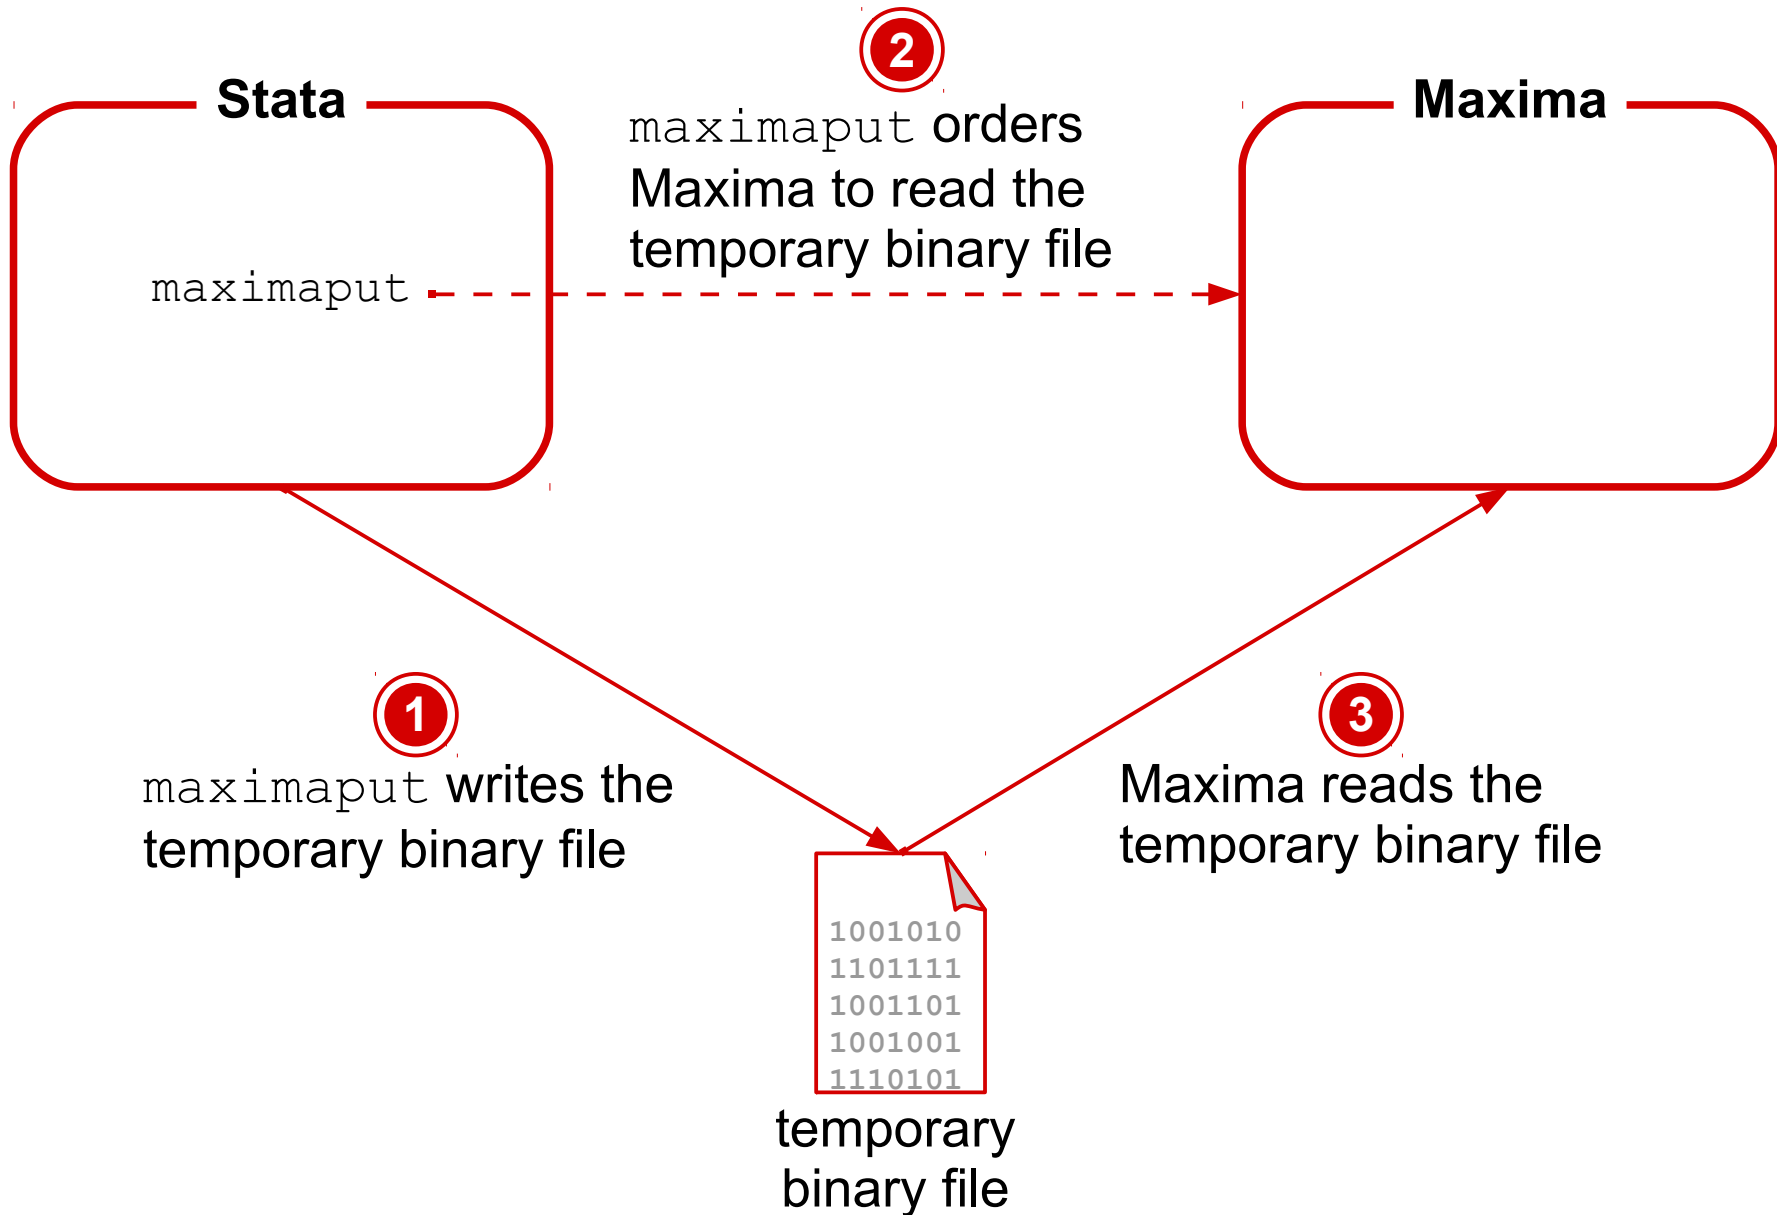 Stata
maximaput
2
maximaput orders
Maxima to read the
temporary binary file
Maxima
1
maximaput writes the
temporary binary file
3
Maxima reads the
temporary binary file
1001010
1101111
1001101
1001001
1110101
temporary
binary file